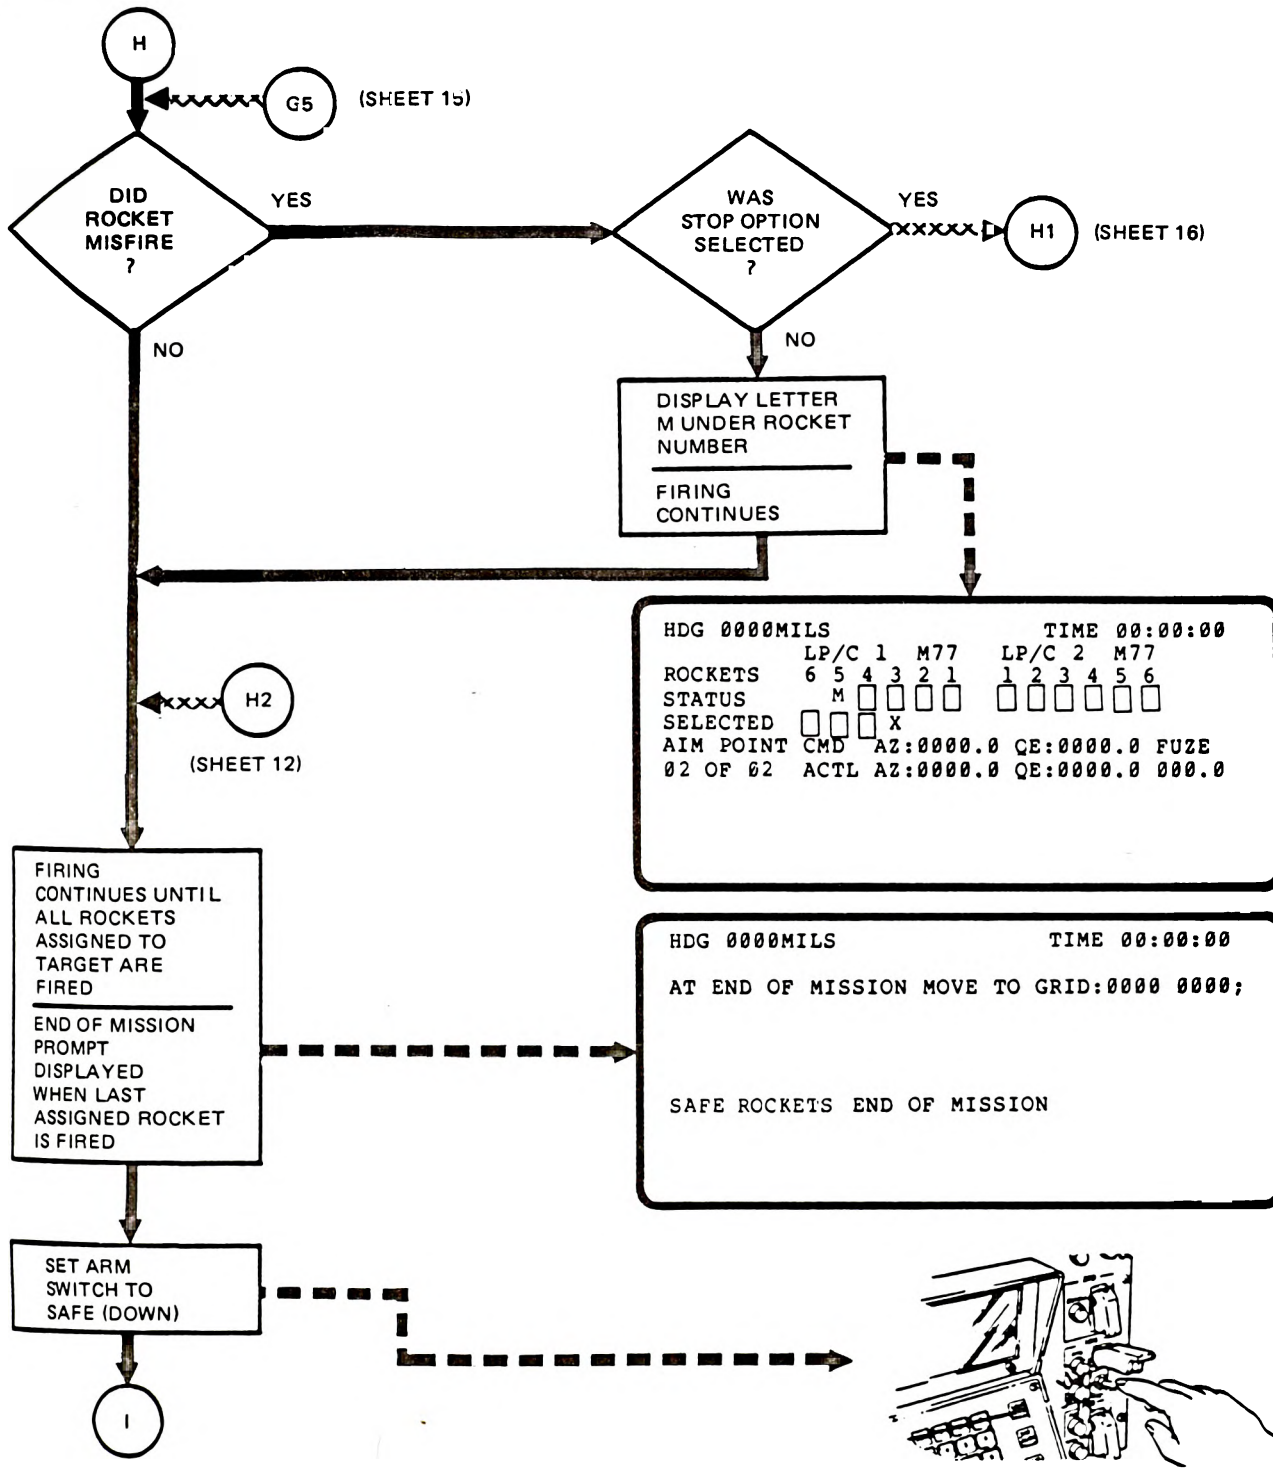 H
G5 (SHEET 15)
DID
ROCKET
MISFIRE
?
YES
WAS
STOP OPTION
SELECTED
?
YES
H1 (SHEET 16)
NO
NO
DISPLAY LETTER
M UNDER ROCKET
NUMBER
FIRING
CONTINUES
HDG 0000MILS TIME 00:00:00
LP/C 1 M77 LP/C 2 M77
ROCKETS 6 5 4 3 2 1 1 2 3 4 5 6
STATUS M
SELECTED X
AIM POINT CMD AZ:0000.0 QE:0000.0 FUZE
02 OF 02 ACTL AZ:0000.0 QE:0000.0 000.0
H2
(SHEET 12)
FIRING
CONTINUES UNTIL
ALL ROCKETS
ASSIGNED TO
TARGET ARE
FIRED
END OF MISSION
PROMPT
DISPLAYED
WHEN LAST
ASSIGNED ROCKET
IS FIRED
HDG 0000MILS TIME 00:00:00
AT END OF MISSION MOVE TO GRID:0000 0000;
SAFE ROCKETS END OF MISSION
SET ARM
SWITCH TO
SAFE (DOWN)
I